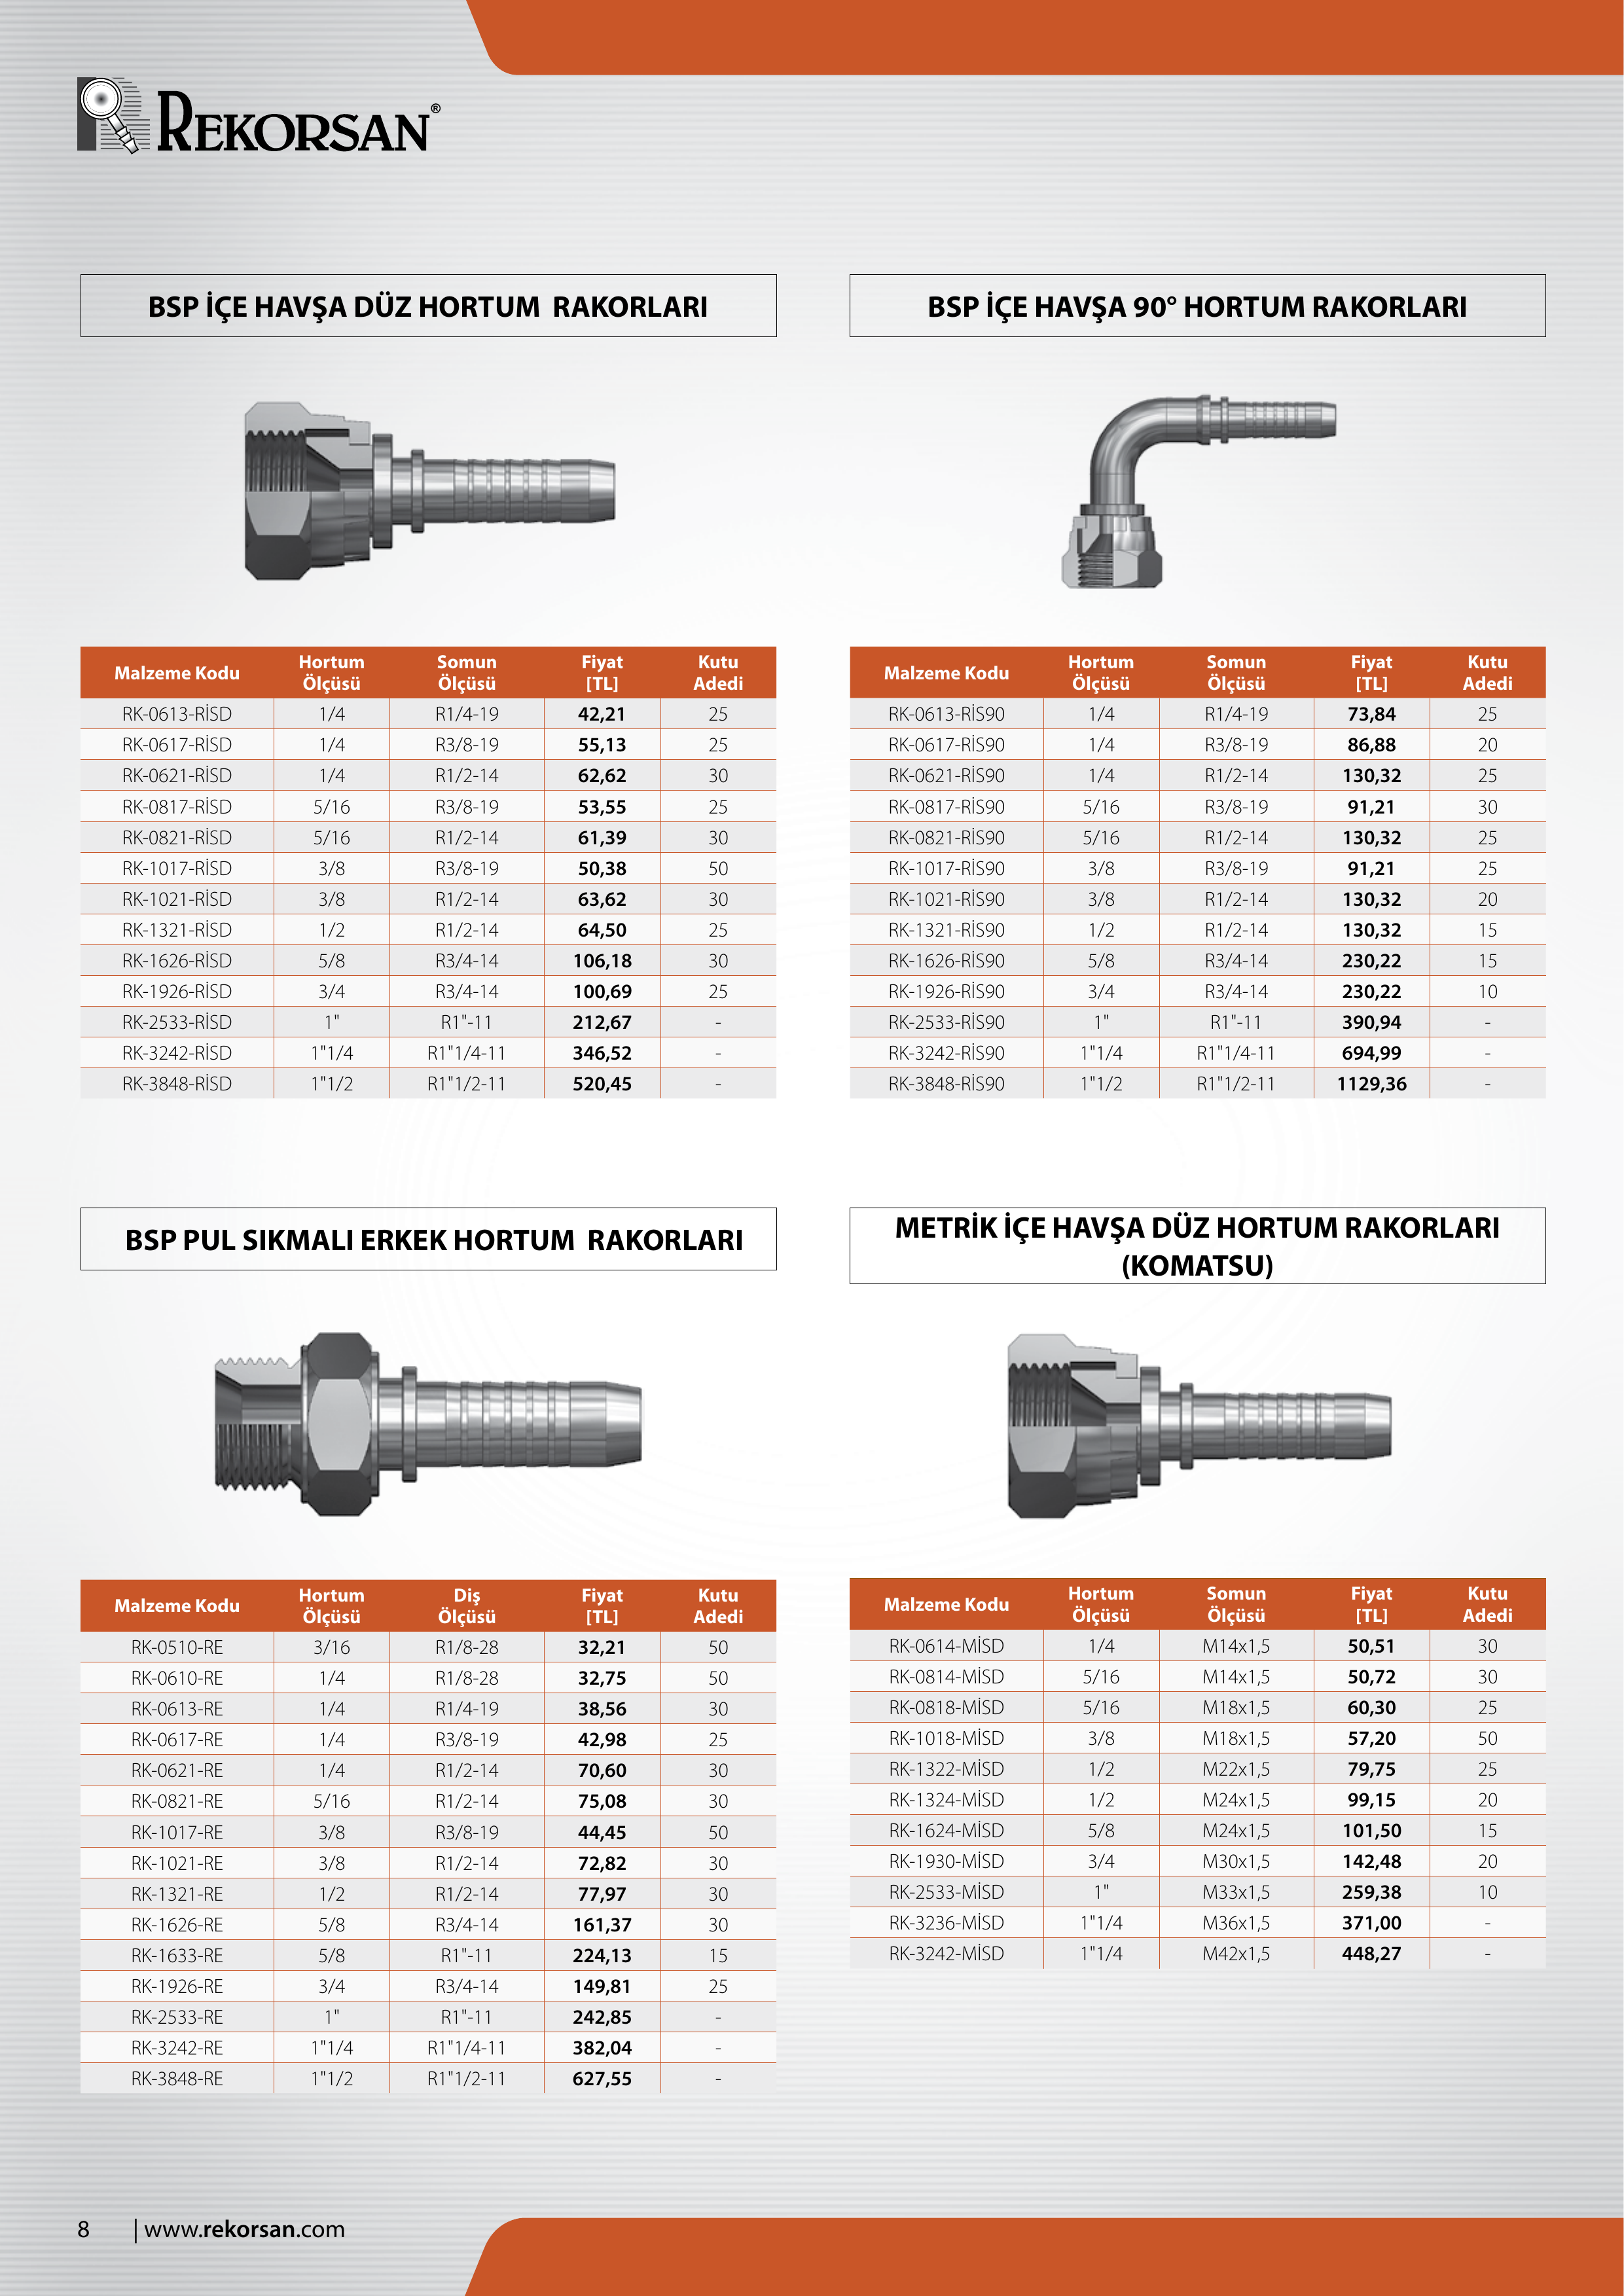 REKORSAN®
BSP İÇE HAVŞA DÜZ HORTUM RAKORLARI
Malzeme Kodu Hortum Ölçüsü Somun Ölçüsü Fiyat [TL] Kutu Adedi
RK-0613-RİSD 1/4 R1/4-19 42,21 25
RK-0617-RİSD 1/4 R3/8-19 55,13 25
RK-0621-RİSD 1/4 R1/2-14 62,62 30
RK-0817-RİSD 5/16 R3/8-19 53,55 25
RK-0821-RİSD 5/16 R1/2-14 61,39 30
RK-1017-RİSD 3/8 R3/8-19 50,38 50
RK-1021-RİSD 3/8 R1/2-14 63,62 30
RK-1321-RİSD 1/2 R1/2-14 64,50 25
RK-1626-RİSD 5/8 R3/4-14 106,18 30
RK-1926-RİSD 3/4 R3/4-14 100,69 25
RK-2533-RİSD 1" R1"-11 212,67 -
RK-3242-RİSD 1"1/4 R1"1/4-11 346,52 -
RK-3848-RİSD 1"1/2 R1"1/2-11 520,45 -
BSP İÇE HAVŞA 90° HORTUM RAKORLARI
Malzeme Kodu Hortum Ölçüsü Somun Ölçüsü Fiyat [TL] Kutu Adedi
RK-0613-RİS90 1/4 R1/4-19 73,84 25
RK-0617-RİS90 1/4 R3/8-19 86,88 20
RK-0621-RİS90 1/4 R1/2-14 130,32 25
RK-0817-RİS90 5/16 R3/8-19 91,21 30
RK-0821-RİS90 5/16 R1/2-14 130,32 25
RK-1017-RİS90 3/8 R3/8-19 91,21 25
RK-1021-RİS90 3/8 R1/2-14 130,32 20
RK-1321-RİS90 1/2 R1/2-14 130,32 15
RK-1626-RİS90 5/8 R3/4-14 230,22 15
RK-1926-RİS90 3/4 R3/4-14 230,22 10
RK-2533-RİS90 1" R1"-11 390,94 -
RK-3242-RİS90 1"1/4 R1"1/4-11 694,99 -
RK-3848-RİS90 1"1/2 R1"1/2-11 1129,36 -
BSP PUL SIKMALI ERKEK HORTUM RAKORLARI
Malzeme Kodu Hortum Ölçüsü Diş Ölçüsü Fiyat [TL] Kutu Adedi
RK-0510-RE 3/16 R1/8-28 32,21 50
RK-0610-RE 1/4 R1/8-28 32,75 50
RK-0613-RE 1/4 R1/4-19 38,56 30
RK-0617-RE 1/4 R3/8-19 42,98 25
RK-0621-RE 1/4 R1/2-14 70,60 30
RK-0821-RE 5/16 R1/2-14 75,08 30
RK-1017-RE 3/8 R3/8-19 44,45 50
RK-1021-RE 3/8 R1/2-14 72,82 30
RK-1321-RE 1/2 R1/2-14 77,97 30
RK-1626-RE 5/8 R3/4-14 161,37 30
RK-1633-RE 5/8 R1"-11 224,13 15
RK-1926-RE 3/4 R3/4-14 149,81 25
RK-2533-RE 1" R1"-11 242,85 -
RK-3242-RE 1"1/4 R1"1/4-11 382,04 -
RK-3848-RE 1"1/2 R1"1/2-11 627,55 -
METRİK İÇE HAVŞA DÜZ HORTUM RAKORLARI
(KOMATSU)
Malzeme Kodu Hortum Ölçüsü Somun Ölçüsü Fiyat [TL] Kutu Adedi
RK-0614-MİSD 1/4 M14x1,5 50,51 30
RK-0814-MİSD 5/16 M14x1,5 50,72 30
RK-0818-MİSD 5/16 M18x1,5 60,30 25
RK-1018-MİSD 3/8 M18x1,5 57,20 50
RK-1322-MİSD 1/2 M22x1,5 79,75 25
RK-1324-MİSD 1/2 M24x1,5 99,15 20
RK-1624-MİSD 5/8 M24x1,5 101,50 15
RK-1930-MİSD 3/4 M30x1,5 142,48 20
RK-2533-MİSD 1" M33x1,5 259,38 10
RK-3236-MİSD 1"1/4 M36x1,5 371,00 -
RK-3242-MİSD 1"1/4 M42x1,5 448,27 -
8 | www.rekorsan.com